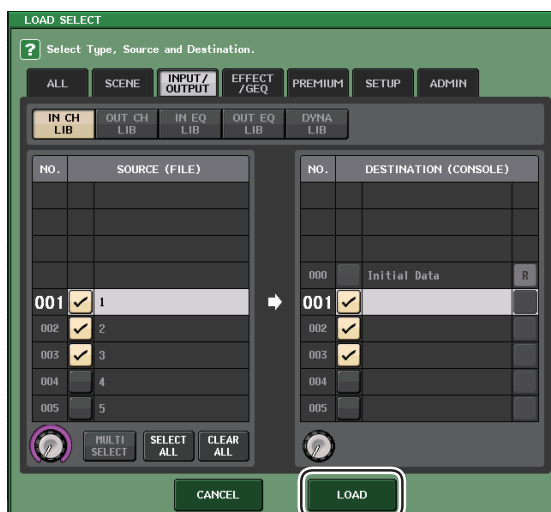 LOAD SELECT
? Select Type, Source and Destination.
ALL SCENE INPUT/ OUTPUT EFFECT /GEQ PREMIUM SETUP ADMIN
IN CH LIB OUT CH LIB IN EQ LIB OUT EQ LIB DYNA LIB
NO. SOURCE (FILE) NO. DESTINATION (CONSOLE)
000 Initial Data R
001 1 001
002 2 002
003 3 003
004 4 004
005 5 005
MULTI SELECT SELECT ALL CLEAR ALL
CANCEL LOAD